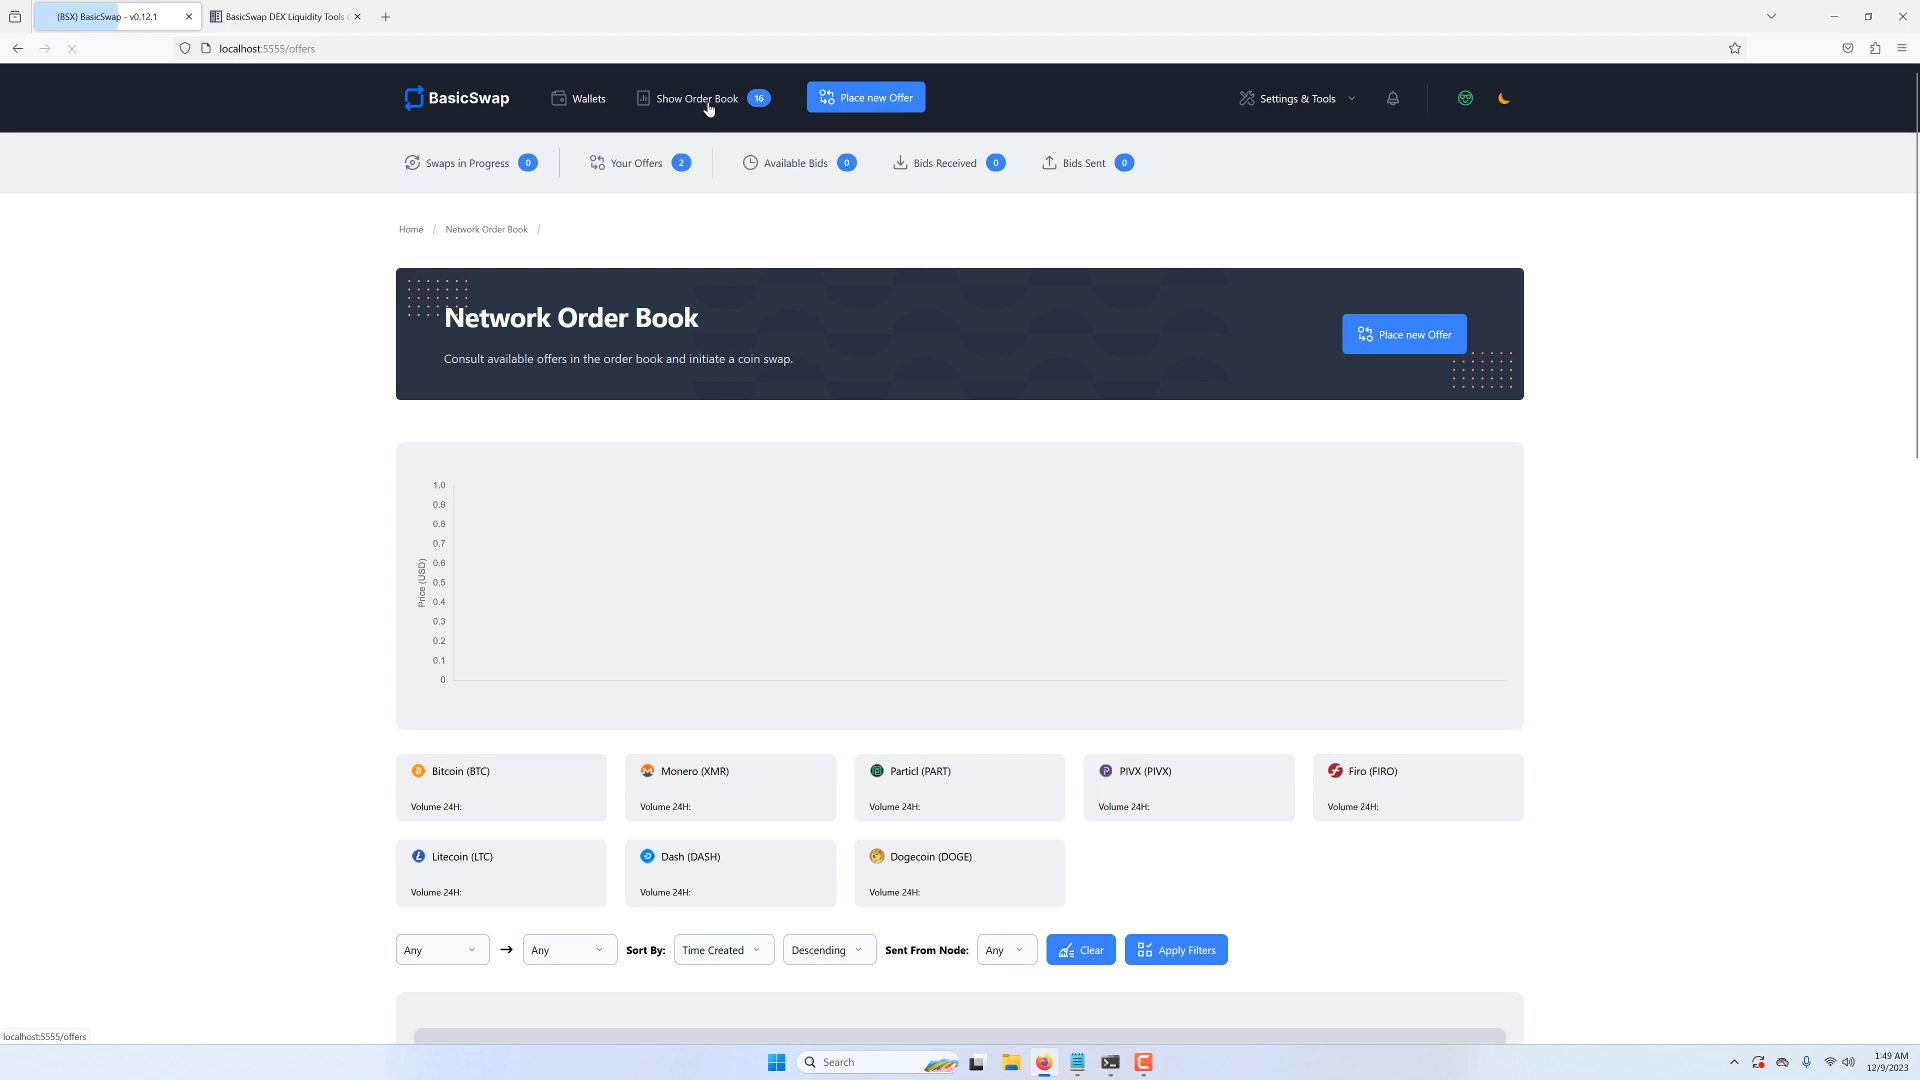 (BSX) BasicSwap - v0.12.1
BasicSwap DEX Liquidity Tools
localhost:5555/offers
BasicSwap
Wallets
Show Order Book 16
Place new Offer
Settings & Tools
Swaps in Progress 0
Your Offers 2
Available Bids 0
Bids Received 0
Bids Sent 0
Home / Network Order Book /
Network Order Book
Consult available offers in the order book and initiate a coin swap.
Place new Offer
Price (USD)
1.0
0.9
0.8
0.7
0.6
0.5
0.4
0.3
0.2
0.1
0
Bitcoin (BTC)
Volume 24H:
Monero (XMR)
Volume 24H:
Particl (PART)
Volume 24H:
PIVX (PIVX)
Volume 24H:
Firo (FIRO)
Volume 24H:
Litecoin (LTC)
Volume 24H:
Dash (DASH)
Volume 24H:
Dogecoin (DOGE)
Volume 24H:
Any → Any Sort By: Time Created Descending Sent From Node: Any Clear Apply Filters
localhost:5555/offers
Search
1:49 AM
12/9/2023